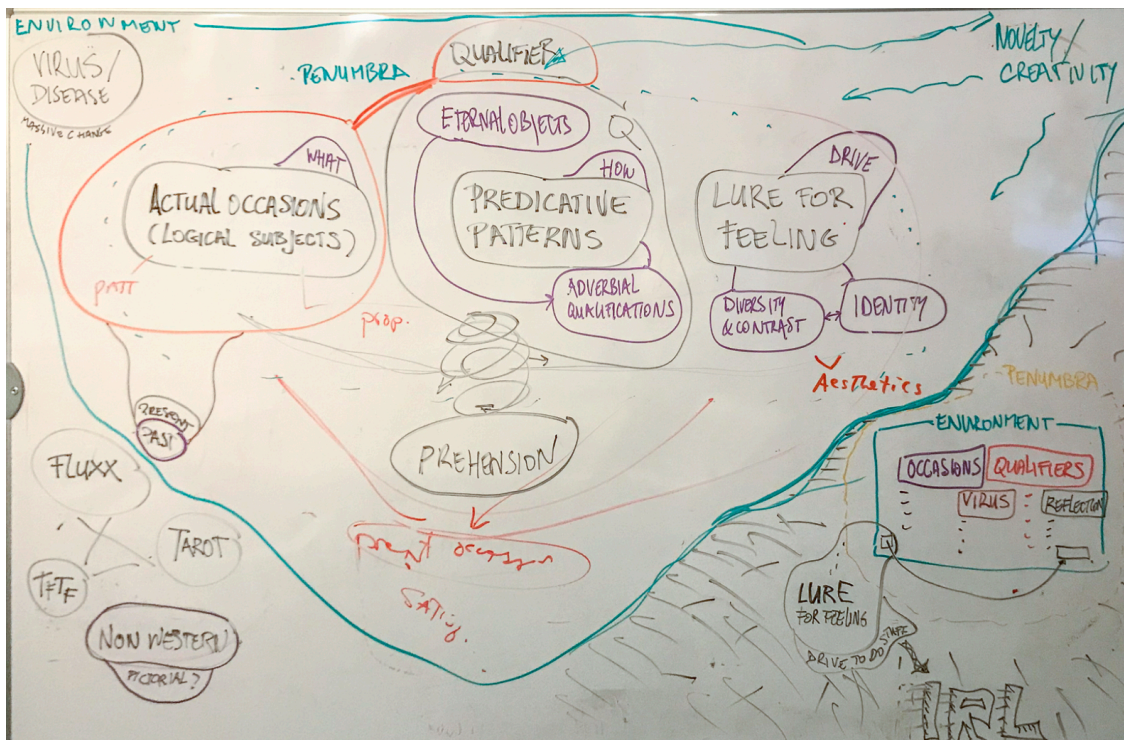 ENVIRONMENT
VIRUS/
DISEASE
MASSIVE CHANGE
PENUMBRA
QUALIFIER
NOVELTY/
CREATIVITY
ETERNAL OBJECTS
Q
WHAT
HOW
DRIVE
ACTUAL OCCASIONS
(LOGICAL SUBJECTS)
PREDICATIVE
PATTERNS
LURE FOR
FEELING
patt
prop.
ADVERBIAL
QUALIFICATIONS
DIVERSITY
& CONTRAST
IDENTITY
Aesthetics
PENUMBRA
PRESENT
PAST
PREHENSION
FLUXX
TAROT
TFTF
NON WESTERN
PICTORIAL?
occasion
ENVIRONMENT
OCCASIONS
QUALIFIERS
VIRUS
REFLECTION
LURE
FOR FEELING
DRIVE TO DO STUFF
IRL